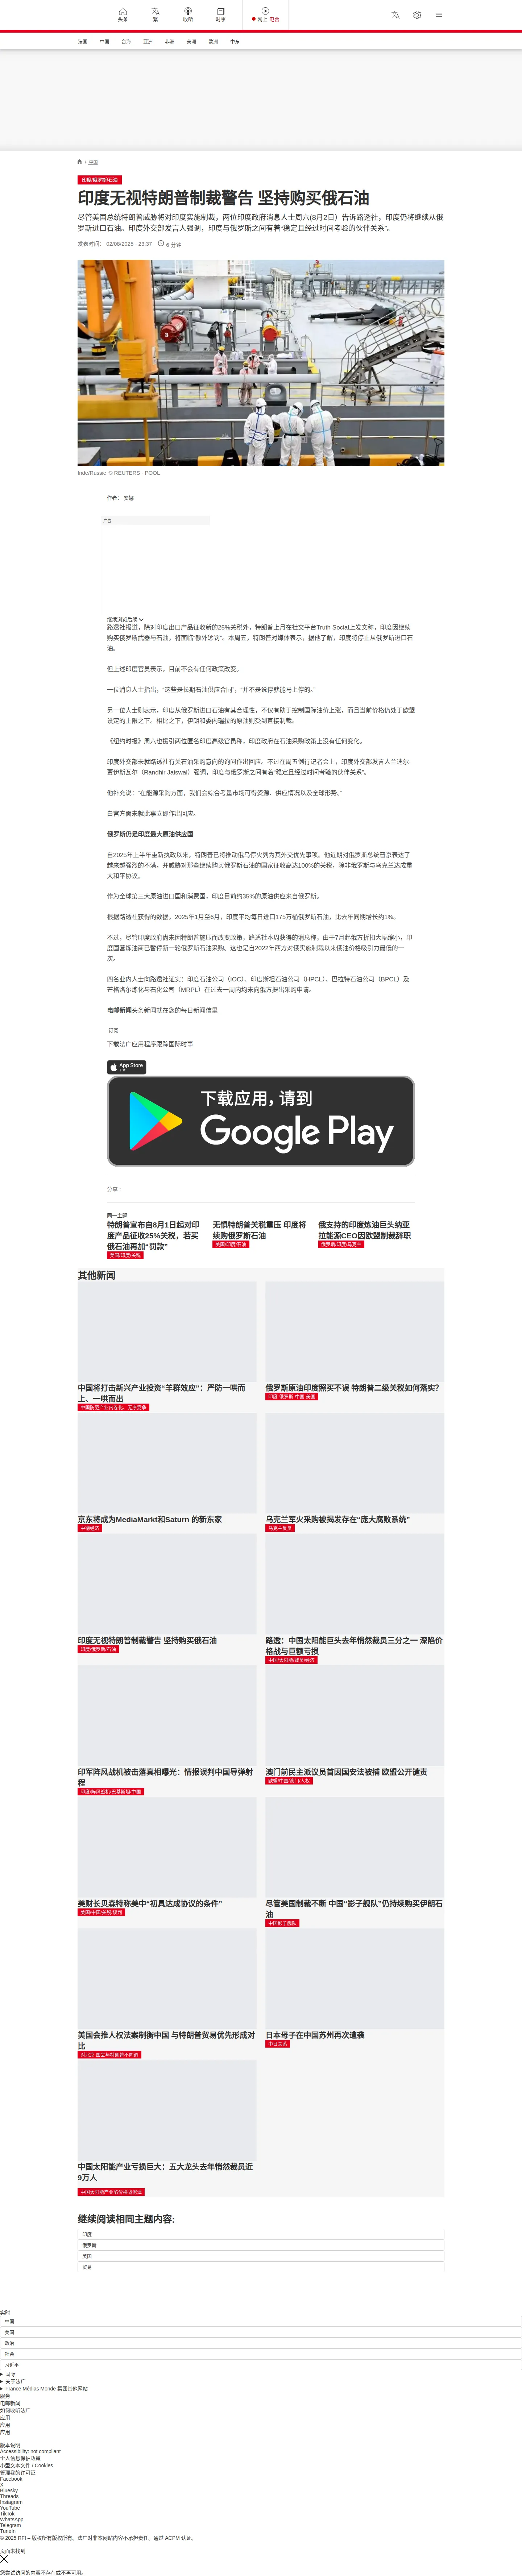 头条
繁
收听
时事
网上 电台
法国
中国
台海
亚洲
非洲
美洲
欧洲
中东
/ 中国
印度/俄罗斯/石油
印度无视特朗普制裁警告 坚持购买俄石油
尽管美国总统特朗普威胁将对印度实施制裁，两位印度政府消息人士周六(8月2日）告诉路透社，印度仍将继续从俄
罗斯进口石油。印度外交部发言人强调，印度与俄罗斯之间有着“稳定且经过时间考验的伙伴关系”。
发表时间： 02/08/2025 - 23:37
6 分钟
Inde/Russie © REUTERS - POOL
作者： 安娜
广告
继续浏览后续
路透社报道，除对印度出口产品征收新的25%关税外，特朗普上月在社交平台Truth Social上发文称，印度因继续
购买俄罗斯武器与石油，将面临“额外惩罚”。本周五，特朗普对媒体表示，据他了解，印度将停止从俄罗斯进口石
油。
但上述印度官员表示，目前不会有任何政策改变。
一位消息人士指出，“这些是长期石油供应合同”，“并不是说停就能马上停的。”
另一位人士则表示，印度从俄罗斯进口石油有其合理性，不仅有助于控制国际油价上涨，而且当前价格仍处于欧盟
设定的上限之下。相比之下，伊朗和委内瑞拉的原油则受到直接制裁。
《纽约时报》周六也援引两位匿名印度高级官员称，印度政府在石油采购政策上没有任何变化。
印度外交部未就路透社有关石油采购意向的询问作出回应。不过在周五例行记者会上，印度外交部发言人兰迪尔·
贾伊斯瓦尔（Randhir Jaiswal）强调，印度与俄罗斯之间有着“稳定且经过时间考验的伙伴关系”。
他补充说：“在能源采购方面，我们会综合考量市场可得资源、供应情况以及全球形势。”
白宫方面未就此事立即作出回应。
俄罗斯仍是印度最大原油供应国
自2025年上半年重新执政以来，特朗普已将推动俄乌停火列为其外交优先事项。他近期对俄罗斯总统普京表达了
越来越强烈的不满，并威胁对那些继续购买俄罗斯石油的国家征收高达100%的关税，除非俄罗斯与乌克兰达成重
大和平协议。
作为全球第三大原油进口国和消费国，印度目前约35%的原油供应来自俄罗斯。
根据路透社获得的数据，2025年1月至6月，印度平均每日进口175万桶俄罗斯石油，比去年同期增长约1%。
不过，尽管印度政府尚未因特朗普施压而改变政策，路透社本周获得的消息称，由于7月起俄方折扣大幅缩小，印
度国营炼油商已暂停新一轮俄罗斯石油采购。这也是自2022年西方对俄实施制裁以来俄油价格吸引力最低的一
次。
四名业内人士向路透社证实：印度石油公司（IOC）、印度斯坦石油公司（HPCL）、巴拉特石油公司（BPCL）及
芒格洛尔炼化与石化公司（MRPL）在过去一周内均未向俄方提出采购申请。
电邮新闻头条新闻就在您的每日新闻信里
订阅
下载法广应用程序跟踪国际时事
App Store
下载应用，请到
Google Play
分享 :
同一主题
特朗普宣布自8月1日起对印
度产品征收25%关税，若买
俄石油再加“罚款”
美国/印度/关税
无惧特朗普关税重压 印度将
续购俄罗斯石油
美国/印度/石油
俄支持的印度炼油巨头纳亚
拉能源CEO因欧盟制裁辞职
俄罗斯/印度/乌克兰
其他新闻
中国将打击新兴产业投资“羊群效应”：严防一哄而
上、一哄而出
中国防范产业内卷化、无序竞争
俄罗斯原油印度照买不误 特朗普二级关税如何落实？
印度·俄罗斯·中国·美国
京东将成为MediaMarkt和Saturn 的新东家
中德经济
乌克兰军火采购被揭发存在“庞大腐败系统”
乌克兰反贪
印度无视特朗普制裁警告 坚持购买俄石油
印度/俄罗斯/石油
路透：中国太阳能巨头去年悄然裁员三分之一 深陷价
格战与巨额亏损
中国/太阳能/裁员/经济
印军阵风战机被击落真相曝光：情报误判中国导弹射
程
印度/阵风战机/巴基斯坦/中国
澳门前民主派议员首因国安法被捕 欧盟公开谴责
欧盟/中国/澳门/人权
美财长贝森特称美中“初具达成协议的条件”
美国/中国/关税/谈判
尽管美国制裁不断 中国“影子舰队”仍持续购买伊朗石
油
中国影子舰队
美国会推人权法案制衡中国 与特朗普贸易优先形成对
比
对北京 国会与特朗普不同调
日本母子在中国苏州再次遭袭
中日关系
中国太阳能产业亏损巨大：五大龙头去年悄然裁员近
9万人
中国太阳能产业陷价格战泥淖
继续阅读相同主题内容:
印度
俄罗斯
美国
贸易
实时
中国
美国
政治
社会
习近平
国际
关于法广
France Médias Monde 集团其他网站
服务
电邮新闻
如何收听法广
应用
应用
应用
版本说明
Accessibility: not compliant
个人信息保护政策
小型文本文件 / Cookies
管理我的许可证
Facebook
X
Bluesky
Threads
Instagram
YouTube
TikTok
WhatsApp
Telegram
TuneIn
© 2025 RFI – 版权所有版权所有。法广对非本网站内容不承担责任。通过 ACPM 认证。
页面未找到
您尝试访问的内容不存在或不再可用。